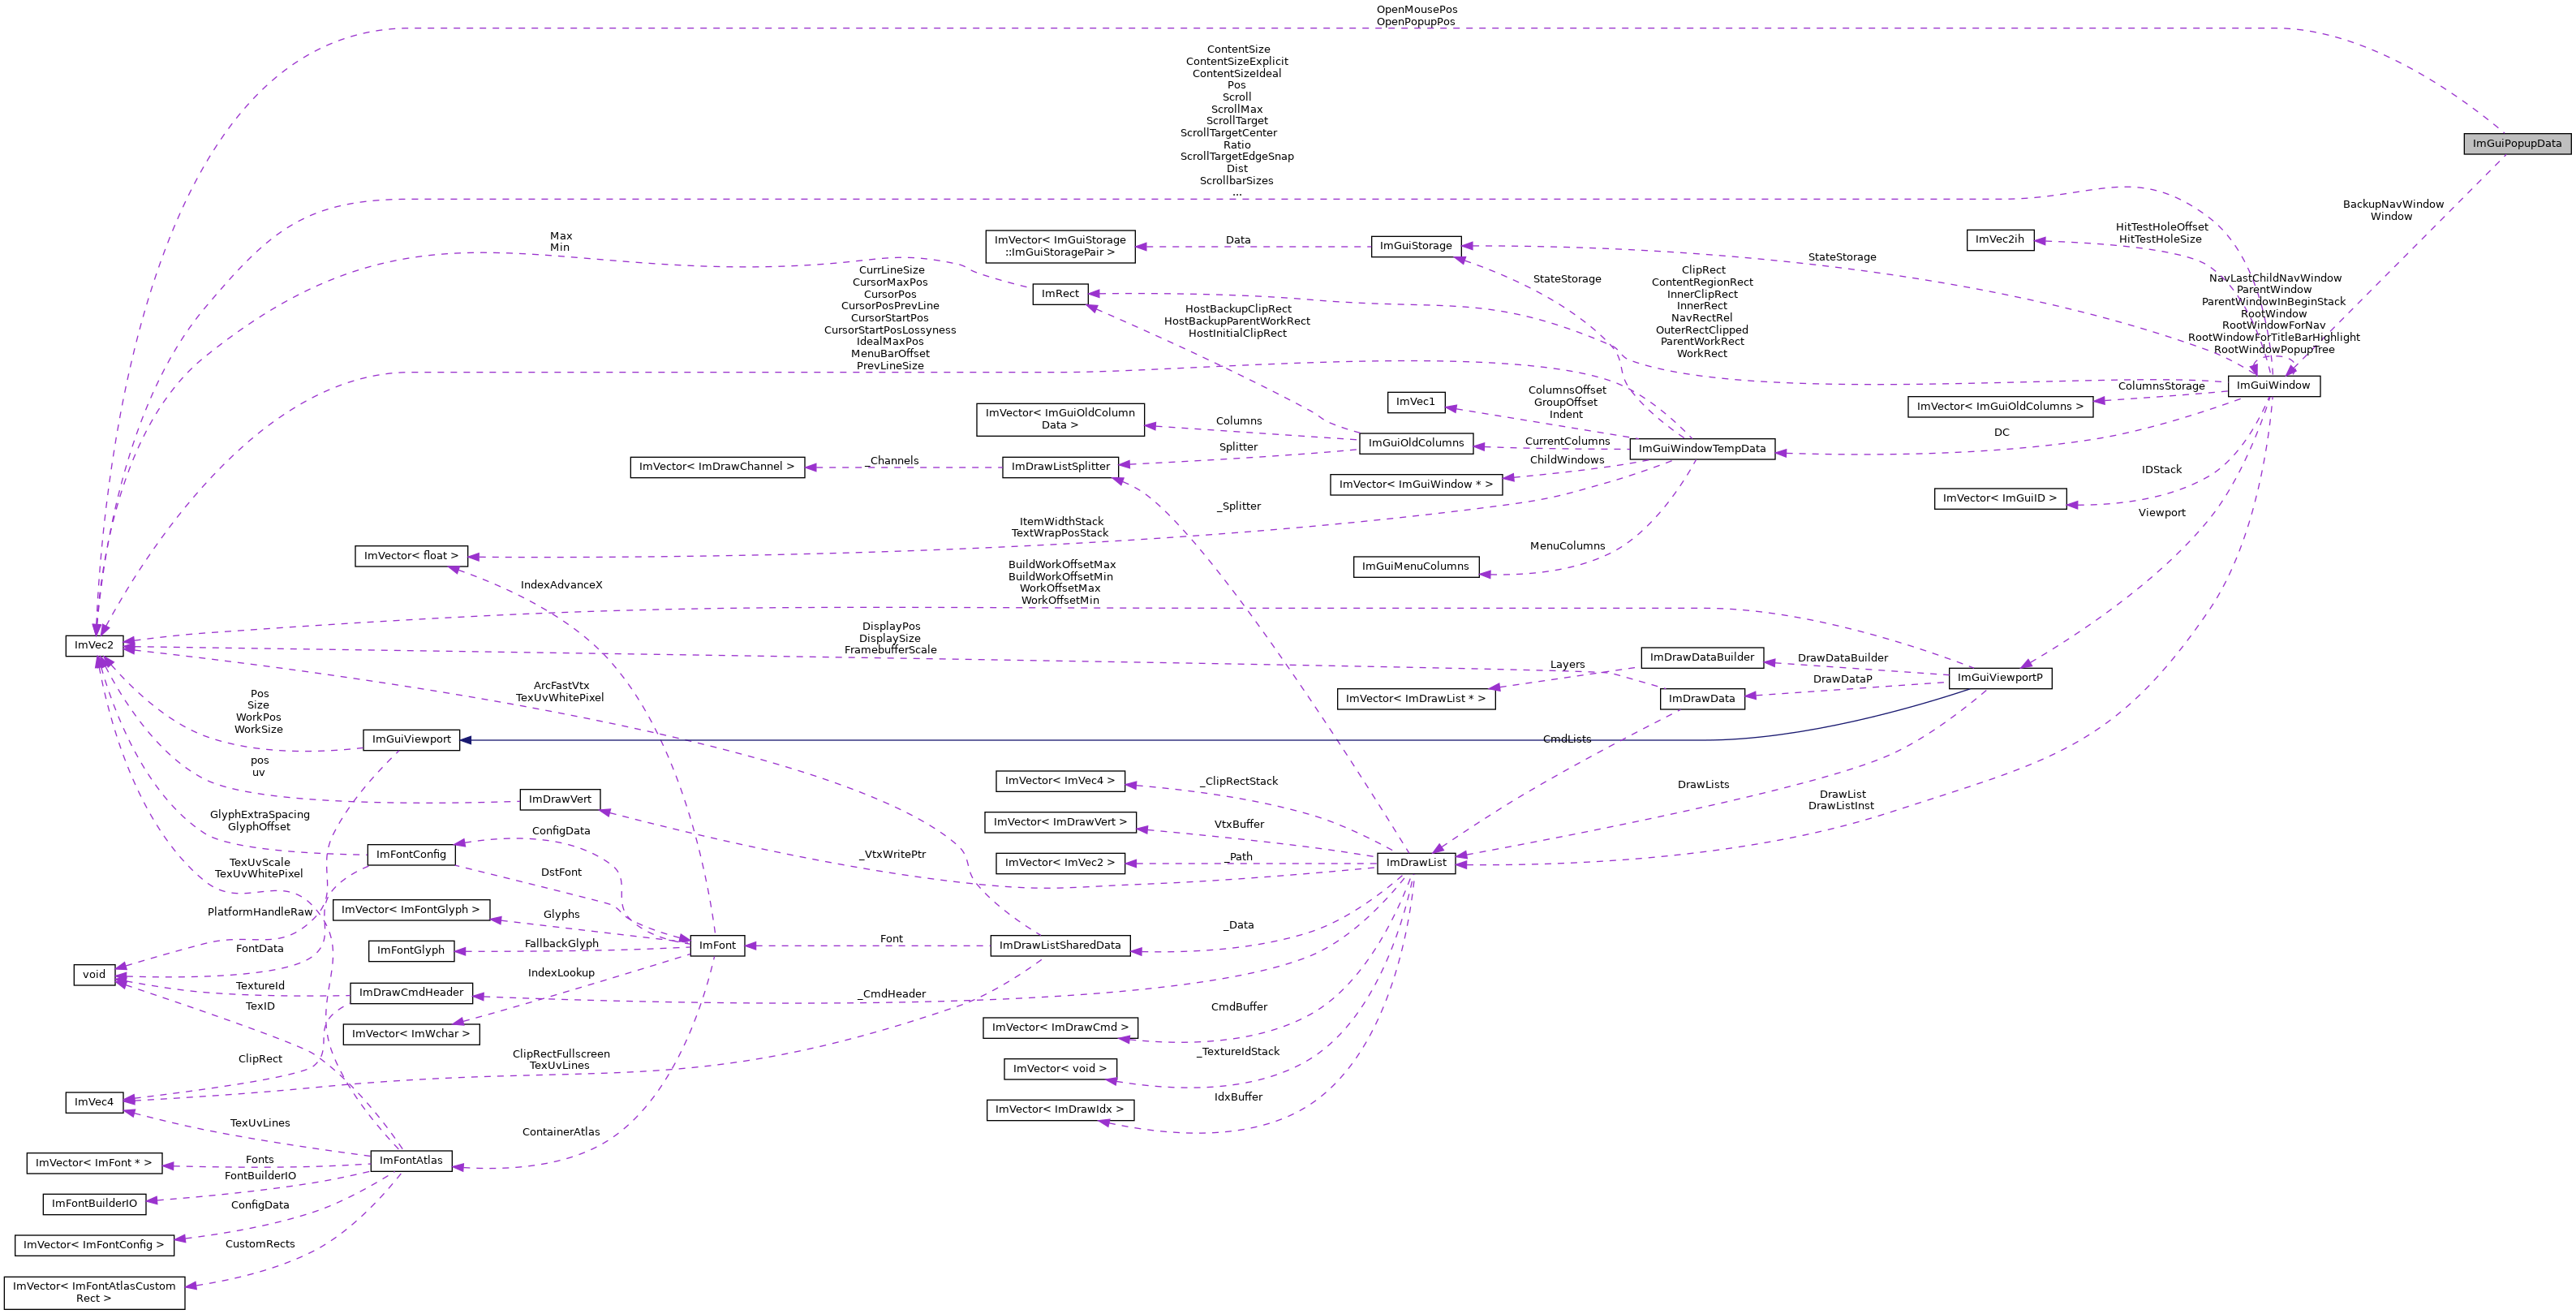 OpenMousePos
OpenPopupPos
ContentSize
ContentSizeExplicit
ContentSizeIdeal
Pos
Scroll
ScrollMax
ScrollTarget
ScrollTargetCenter
Ratio
ScrollTargetEdgeSnap
Dist
ScrollbarSizes
...
ImGuiPopupData
BackupNavWindow
Window
Max
Min
ImVector< ImGuiStorage
::ImGuiStoragePair >
Data
ImGuiStorage
StateStorage
ImVec2ih
HitTestHoleOffset
HitTestHoleSize
CurrLineSize
CursorMaxPos
CursorPos
CursorPosPrevLine
CursorStartPos
CursorStartPosLossyness
IdealMaxPos
MenuBarOffset
PrevLineSize
ImRect
HostBackupClipRect
HostBackupParentWorkRect
HostInitialClipRect
StateStorage
ClipRect
ContentRegionRect
InnerClipRect
InnerRect
NavRectRel
OuterRectClipped
ParentWorkRect
WorkRect
NavLastChildNavWindow
ParentWindow
ParentWindowInBeginStack
RootWindow
RootWindowForNav
RootWindowForTitleBarHighlight
RootWindowPopupTree
ImGuiWindow
ColumnsStorage
ImVector< ImGuiOldColumns >
ImVec1
ColumnsOffset
GroupOffset
Indent
ImVector< ImGuiOldColumn
Data >
Columns
ImGuiOldColumns
CurrentColumns
ImGuiWindowTempData
DC
Splitter
ImVector< ImDrawChannel >
_Channels
ImDrawListSplitter
ChildWindows
ImVector< ImGuiWindow * >
IDStack
ImVector< ImGuiID >
Viewport
_Splitter
ItemWidthStack
TextWrapPosStack
ImVector< float >
MenuColumns
ImGuiMenuColumns
IndexAdvanceX
BuildWorkOffsetMax
BuildWorkOffsetMin
WorkOffsetMax
WorkOffsetMin
ImVec2
DisplayPos
DisplaySize
FramebufferScale
Layers
ImDrawDataBuilder
DrawDataBuilder
ImGuiViewportP
ImVector< ImDrawList * >
ImDrawData
DrawDataP
ArcFastVtx
TexUvWhitePixel
Pos
Size
WorkPos
WorkSize
ImGuiViewport
CmdLists
pos
uv
ImDrawVert
ImVector< ImVec4 >
_ClipRectStack
DrawLists
DrawList
DrawListInst
GlyphExtraSpacing
GlyphOffset
ConfigData
ImVector< ImDrawVert >
VtxBuffer
ImFontConfig
_VtxWritePtr
ImVector< ImVec2 >
_Path
ImDrawList
TexUvScale
TexUvWhitePixel
DstFont
PlatformHandleRaw
ImVector< ImFontGlyph >
Glyphs
_Data
FontData
ImFontGlyph
FallbackGlyph
ImFont
Font
ImDrawListSharedData
void
IndexLookup
TextureId
ImDrawCmdHeader
_CmdHeader
TexID
CmdBuffer
ImVector< ImWchar >
ImVector< ImDrawCmd >
ClipRect
ClipRectFullscreen
TexUvLines
_TextureIdStack
ImVector< void >
ImVec4
IdxBuffer
ImVector< ImDrawIdx >
TexUvLines
ContainerAtlas
ImVector< ImFont * >
Fonts
ImFontAtlas
FontBuilderIO
ImFontBuilderIO
ConfigData
ImVector< ImFontConfig >
CustomRects
ImVector< ImFontAtlasCustom
Rect >